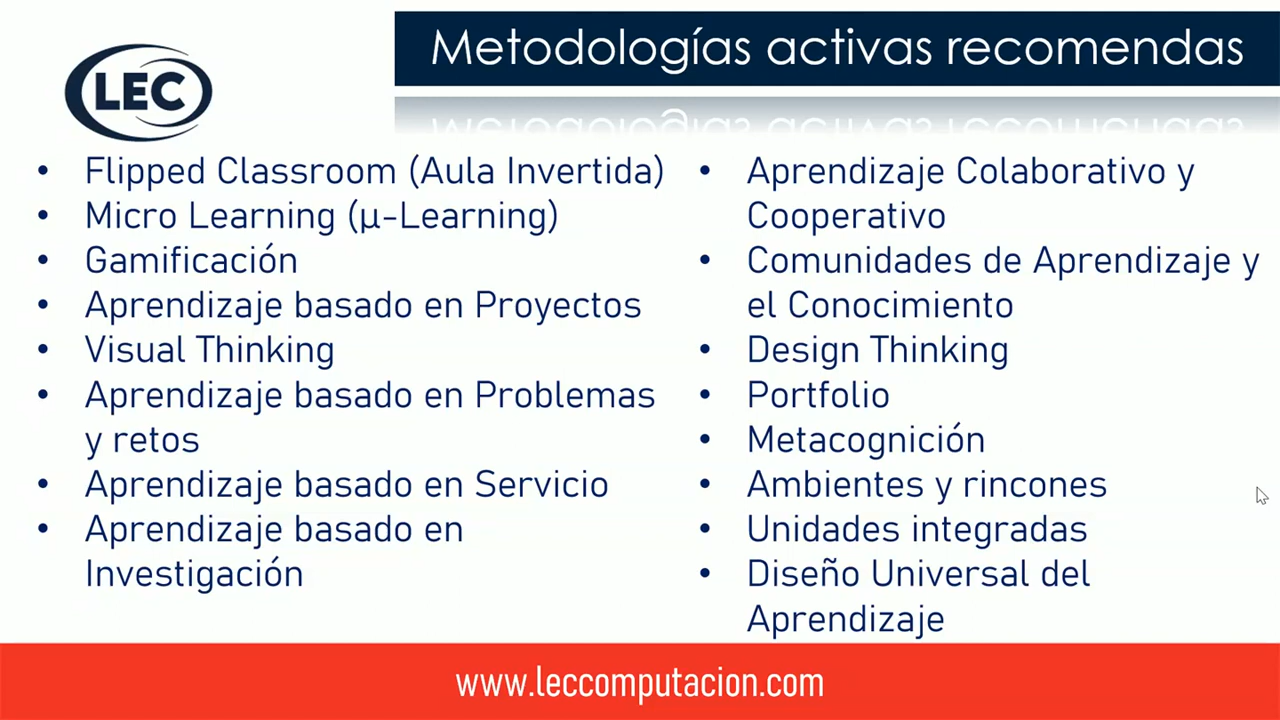 LEC
Metodologías activas recomendas
• Flipped Classroom (Aula Invertida)
• Micro Learning (µ-Learning)
• Gamificación
• Aprendizaje basado en Proyectos
• Visual Thinking
• Aprendizaje basado en Problemas
y retos
• Aprendizaje basado en Servicio
• Aprendizaje basado en
Investigación
• Aprendizaje Colaborativo y
Cooperativo
• Comunidades de Aprendizaje y
el Conocimiento
• Design Thinking
• Portfolio
• Metacognición
• Ambientes y rincones
• Unidades integradas
• Diseño Universal del
Aprendizaje
www.leccomputacion.com